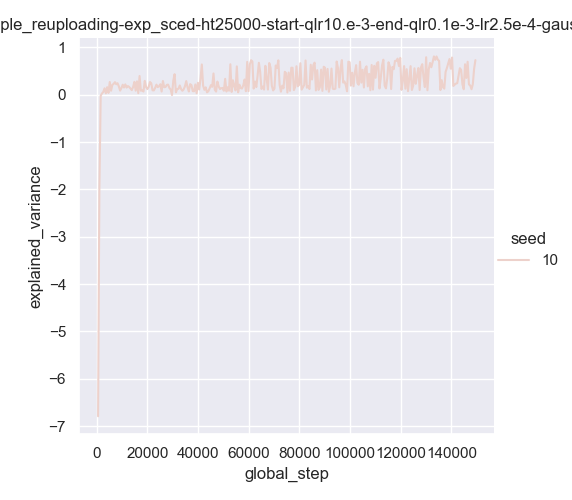 ple_reuploading-exp_sced-ht25000-start-qlr10.e-3-end-qlr0.1e-3-lr2.5e-4-gaus
1
0
−1
−2
−3
−4
−5
−6
−7
explained_variance
0 20000 40000 60000 80000 100000 120000 140000
global_step
seed
10